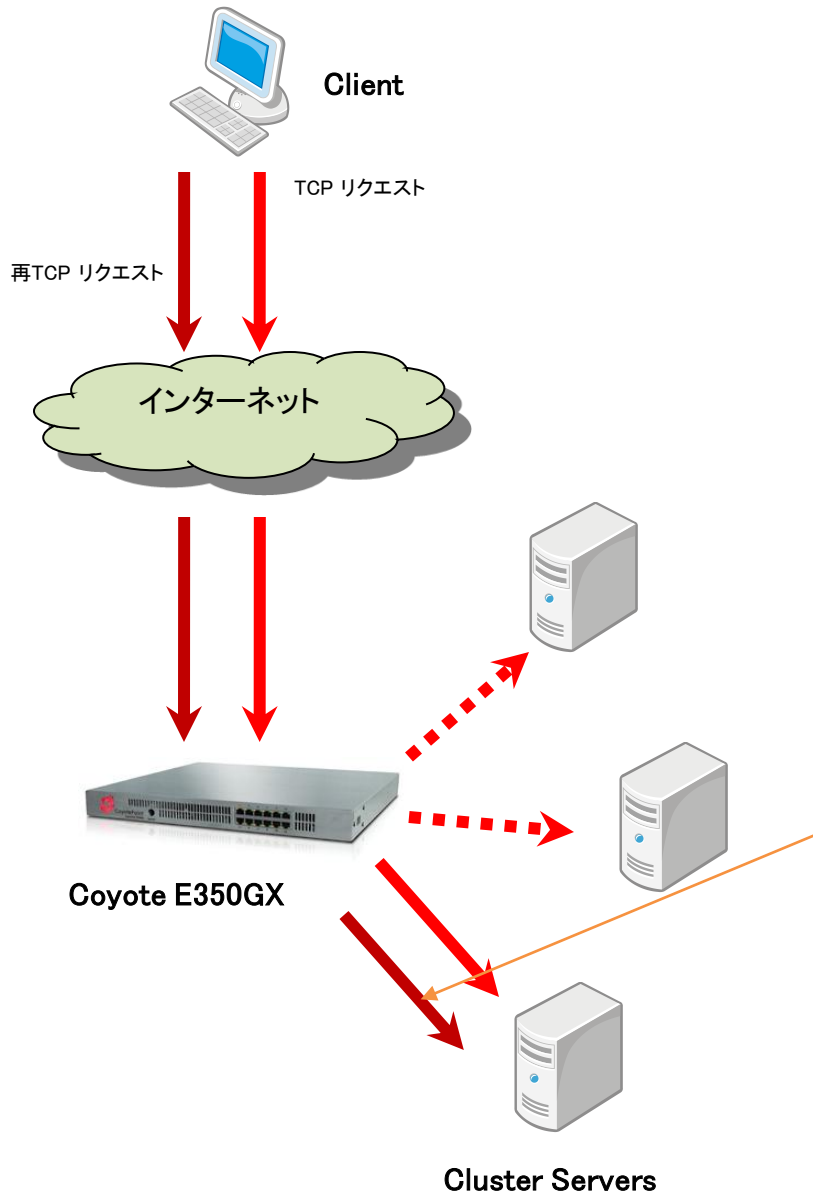 Client
TCP リクエスト
再TCP リクエスト
インターネット
Coyote E350GX
Cluster Servers